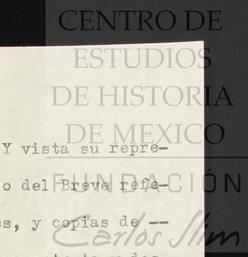 CENTRO DE
ESTUDIOS
DE HISTORIA
DE MEXICO
Y vista su repre-
FUNDACIÓN
o del Breve refe-
Carlos Slim
s, y copias de --